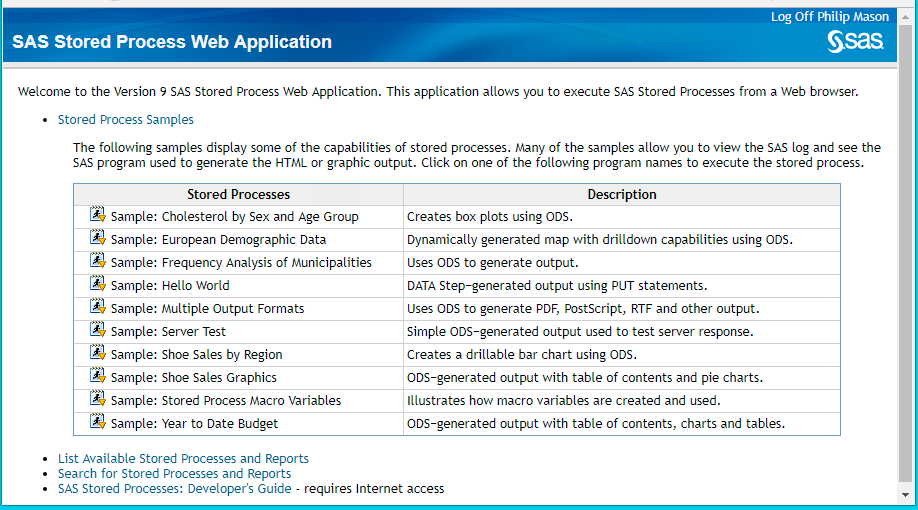 Log Off Philip Mason
SAS Stored Process Web Application
sas
Welcome to the Version 9 SAS Stored Process Web Application. This application allows you to execute SAS Stored Processes from a Web browser.
• Stored Process Samples
The following samples display some of the capabilities of stored processes. Many of the samples allow you to view the SAS log and see the
SAS program used to generate the HTML or graphic output. Click on one of the following program names to execute the stored process.
Stored Processes Description
Sample: Cholesterol by Sex and Age Group Creates box plots using ODS.
Sample: European Demographic Data Dynamically generated map with drilldown capabilities using ODS.
Sample: Frequency Analysis of Municipalities Uses ODS to generate output.
Sample: Hello World DATA Step-generated output using PUT statements.
Sample: Multiple Output Formats Uses ODS to generate PDF, PostScript, RTF and other output.
Sample: Server Test Simple ODS-generated output used to test server response.
Sample: Shoe Sales by Region Creates a drillable bar chart using ODS.
Sample: Shoe Sales Graphics ODS-generated output with table of contents and pie charts.
Sample: Stored Process Macro Variables Illustrates how macro variables are created and used.
Sample: Year to Date Budget ODS-generated output with table of contents, charts and tables.
• List Available Stored Processes and Reports
• Search for Stored Processes and Reports
• SAS Stored Processes: Developer's Guide - requires Internet access